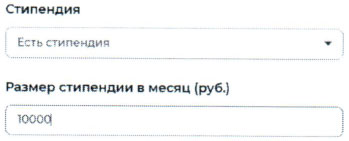 Стипендия
Есть стипендия
Размер стипендии в месяц (руб.)
10000